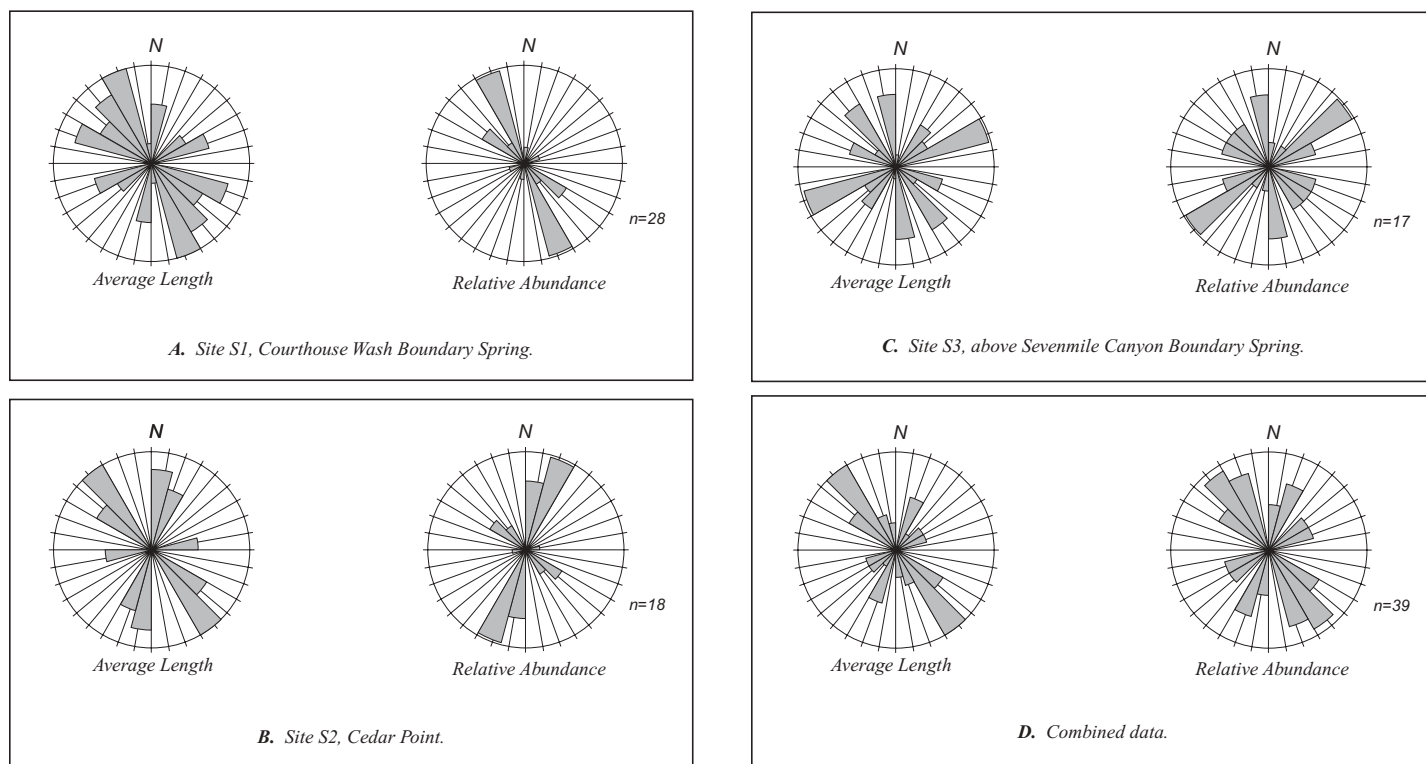 N
N
n=28
Average Length
Relative Abundance
A. Site S1, Courthouse Wash Boundary Spring.
N
N
n=18
Average Length
Relative Abundance
B. Site S2, Cedar Point.
N
N
n=17
Average Length
Relative Abundance
C. Site S3, above Sevenmile Canyon Boundary Spring.
N
N
n=39
Average Length
Relative Abundance
D. Combined data.